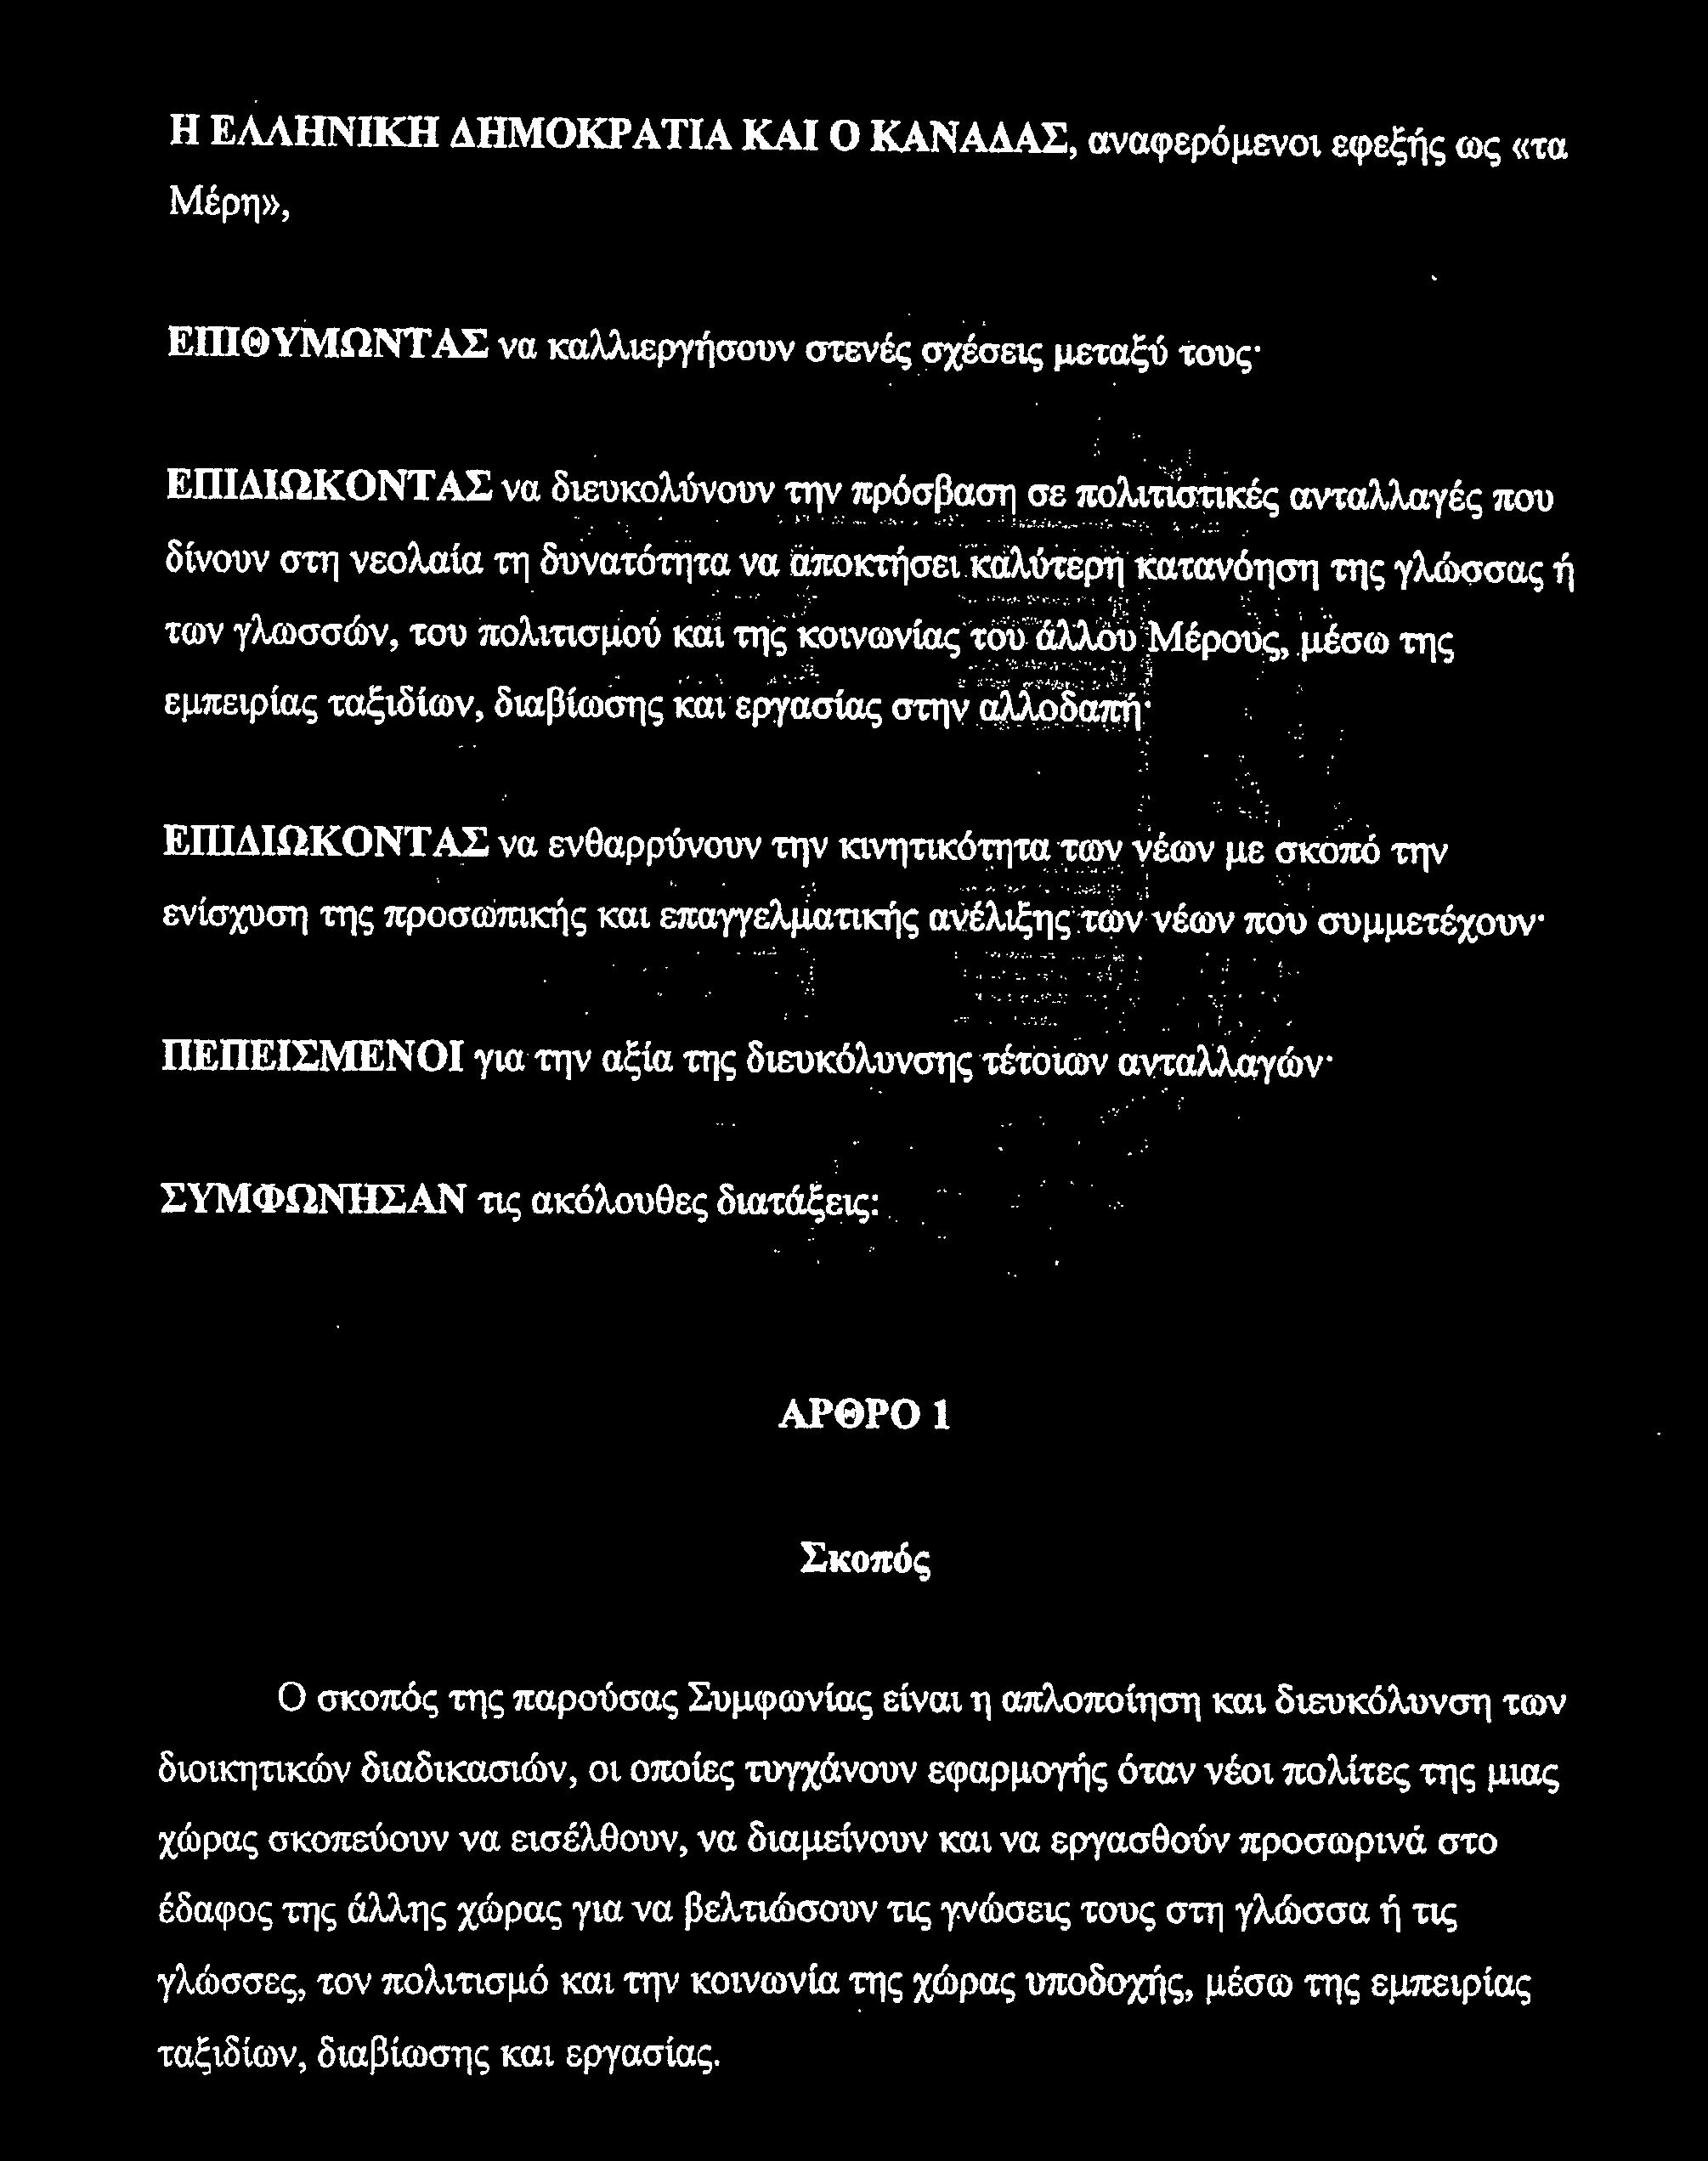 Η ΕΛΛΗΝΙΚΗ ΔΗΜΟΚΡΑΤΙΑ ΚΑΙ Ο ΚΑΝΑΔΑΣ, αναφερόμενοι εφεξής ως «τα
Μέρη»,
ΕΠΙΘΥΜΩΝΤΑΣ να καλλιεργήσουν στενές σχέσεις μεταξύ τους·
ΕΠΙΔΙΩΚΟΝΤΑΣ να διευκολύνουν την πρόσβαση σε πολιτιστικές ανταλλαγές που
δίνουν στη νεολαία τη δυνατότητα να αποκτήσει καλύτερη κατανόηση της γλώσσας ή
των γλωσσών, του πολιτισμού και της κοινωνίας του άλλου Μέρους, μέσω της
εμπειρίας ταξιδίων, διαβίωσης και εργασίας στην αλλοδαπή·
ΕΠΙΔΙΩΚΟΝΤΑΣ να ενθαρρύνουν την κινητικότητα των νέων με σκοπό την
ενίσχυση της προσωπικής και επαγγελματικής ανέλιξης των νέων που συμμετέχουν·
ΠΕΠΕΙΣΜΕΝΟΙ για την αξία της διευκόλυνσης τέτοιων ανταλλαγών·
ΣΥΜΦΩΝΗΣΑΝ τις ακόλουθες διατάξεις:
ΑΡΘΡΟ 1
Σκοπός
Ο σκοπός της παρούσας Συμφωνίας είναι η απλοποίηση και διευκόλυνση των
διοικητικών διαδικασιών, οι οποίες τυγχάνουν εφαρμογής όταν νέοι πολίτες της μιας
χώρας σκοπεύουν να εισέλθουν, να διαμείνουν και να εργασθούν προσωρινά στο
έδαφος της άλλης χώρας για να βελτιώσουν τις γνώσεις τους στη γλώσσα ή τις
γλώσσες, τον πολιτισμό και την κοινωνία της χώρας υποδοχής, μέσω της εμπειρίας
ταξιδίων, διαβίωσης και εργασίας.